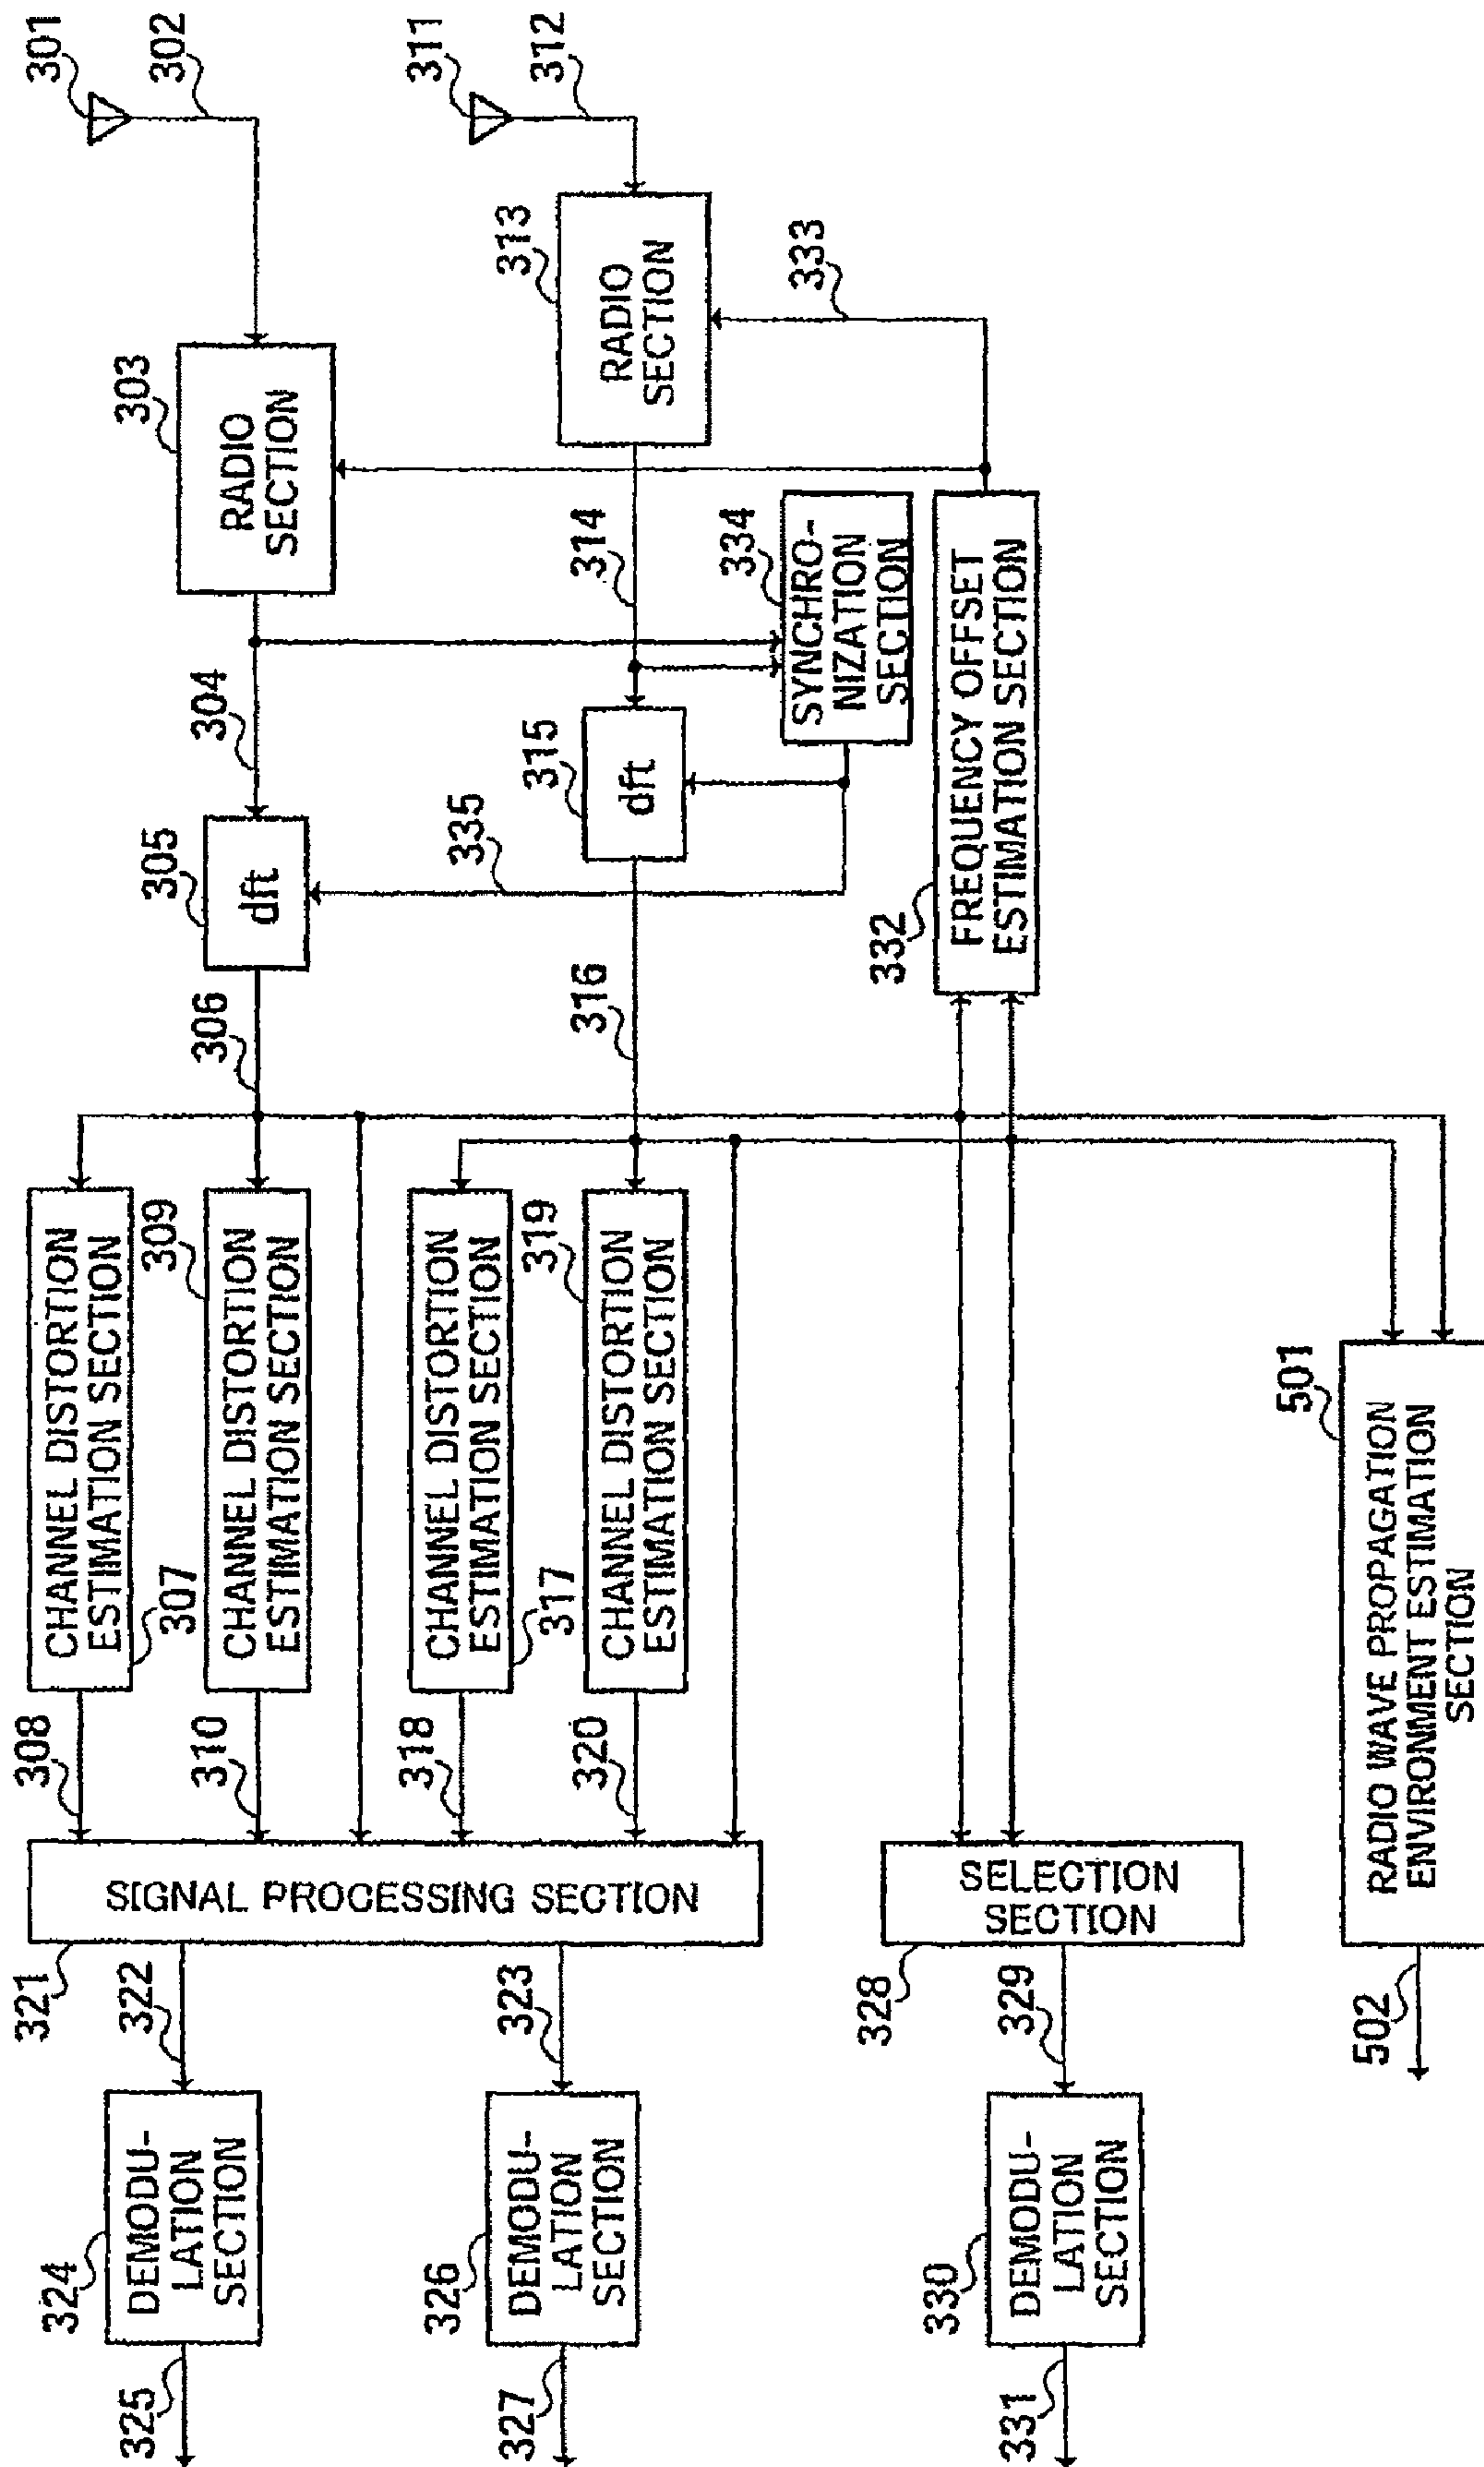 301
302
303
RADIO
SECTION
304
305
dft
306
CHANNEL DISTORTION
ESTIMATION SECTION
307
308
309
CHANNEL DISTORTION
ESTIMATION SECTION
310
311
312
313
RADIO
SECTION
314
315
dft
316
CHANNEL DISTORTION
ESTIMATION SECTION
317
318
319
CHANNEL DISTORTION
ESTIMATION SECTION
320
321
SIGNAL PROCESSING SECTION
322
323
324
DEMODU-
LATION
SECTION
325
326
DEMODU-
LATION
SECTION
327
328
SELECTION
SECTION
329
330
DEMODU-
LATION
SECTION
331
332
FREQUENCY OFFSET
ESTIMATION SECTION
333
334
SYNCHRO-
NIZATION
SECTION
335
501
RADIO WAVE PROPAGATION
ENVIRONMENT ESTIMATION
SECTION
502